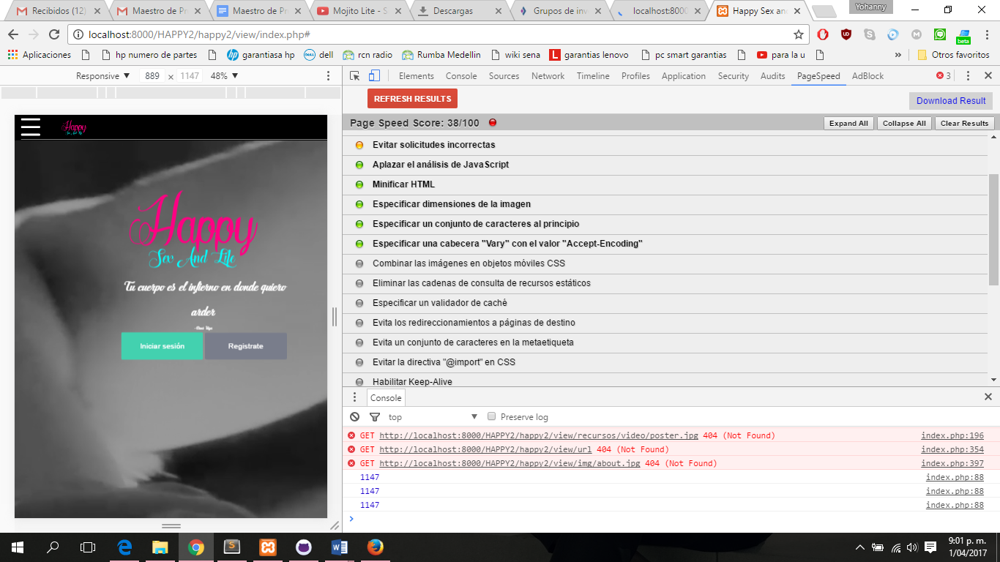 Recibidos (12)
Maestro de Pr
Maestro de Pr
Mojito Lite - S
Descargas
Grupos de inv
localhost:8000
Happy Sex and
Yohanny
localhost:8000/HAPPY2/happy2/view/index.php#
beta
Aplicaciones hp numero de partes garantiasa hp dell rcn radio Rumba Medellin wiki sena garantias lenovo pc smart garantias para la u » Otros favoritos
Responsive ▼ 889 × 1147 48% ▼
Elements Console Sources Network Timeline Profiles Application Security Audits PageSpeed AdBlock 3
REFRESH RESULTS
Download Result
Page Speed Score: 38/100
Expand All Collapse All Clear Results
Evitar solicitudes incorrectas
Aplazar el análisis de JavaScript
Minificar HTML
Especificar dimensiones de la imagen
Especificar un conjunto de caracteres al principio
Especificar una cabecera "Vary" con el valor "Accept-Encoding"
Combinar las imágenes en objetos móviles CSS
Eliminar las cadenas de consulta de recursos estáticos
Especificar un validador de caché
Evita los redireccionamientos a páginas de destino
Evita un conjunto de caracteres en la metaetiqueta
Evitar la directiva "@import" en CSS
Habilitar Keep-Alive
Happy
Happy
Sex And Life
Tu cuerpo es el infierno en donde quiero
arder
Iniciar sesión
Registrate
Console
top ▼ Preserve log
GET http://localhost:8000/HAPPY2/happy2/view/recursos/video/poster.jpg 404 (Not Found) index.php:196
GET http://localhost:8000/HAPPY2/happy2/view/url 404 (Not Found) index.php:354
GET http://localhost:8000/HAPPY2/happy2/view/img/about.jpg 404 (Not Found) index.php:397
1147 index.php:88
1147 index.php:88
1147 index.php:88
>
9:01 p. m.
1/04/2017